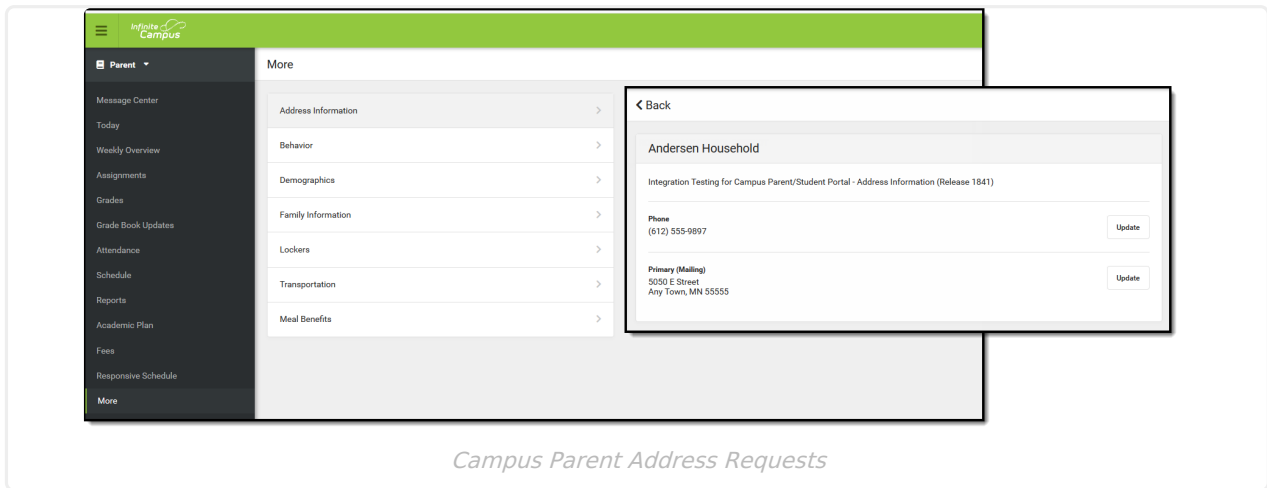 Infinite
Campus
Parent
More
Message Center
Today
Weekly Overview
Assignments
Grades
Grade Book Updates
Attendance
Schedule
Reports
Academic Plan
Fees
Responsive Schedule
More
Address Information
Behavior
Demographics
Family Information
Lockers
Transportation
Meal Benefits
Back
Andersen Household
Integration Testing for Campus Parent/Student Portal - Address Information (Release 1841)
Phone
(612) 555-9897
Update
Primary (Mailing)
5050 E Street
Any Town, MN 55555
Update
Campus Parent Address Requests